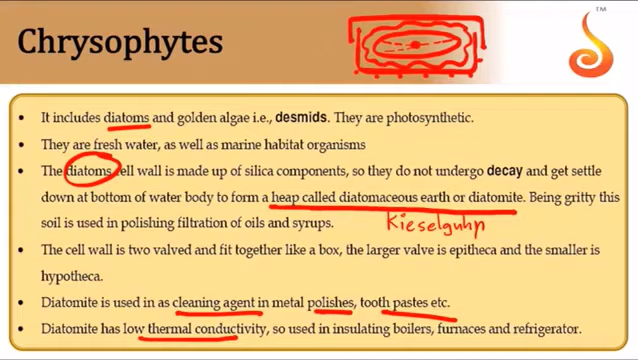 TM
Chrysophytes
• It includes diatoms and golden algae i.e., desmids. They are photosynthetic.
• They are fresh water, as well as marine habitat organisms
• The diatoms cell wall is made up of silica components, so they do not undergo decay and get settle
down at bottom of water body to form a heap called diatomaceous earth or diatomite. Being gritty this
soil is used in polishing filtration of oils and syrups.
Kieselguhr
• The cell wall is two valved and fit together like a box, the larger valve is epitheca and the smaller is
hypotheca.
• Diatomite is used in as cleaning agent in metal polishes, tooth pastes etc.
• Diatomite has low thermal conductivity, so used in insulating boilers, furnaces and refrigerator.